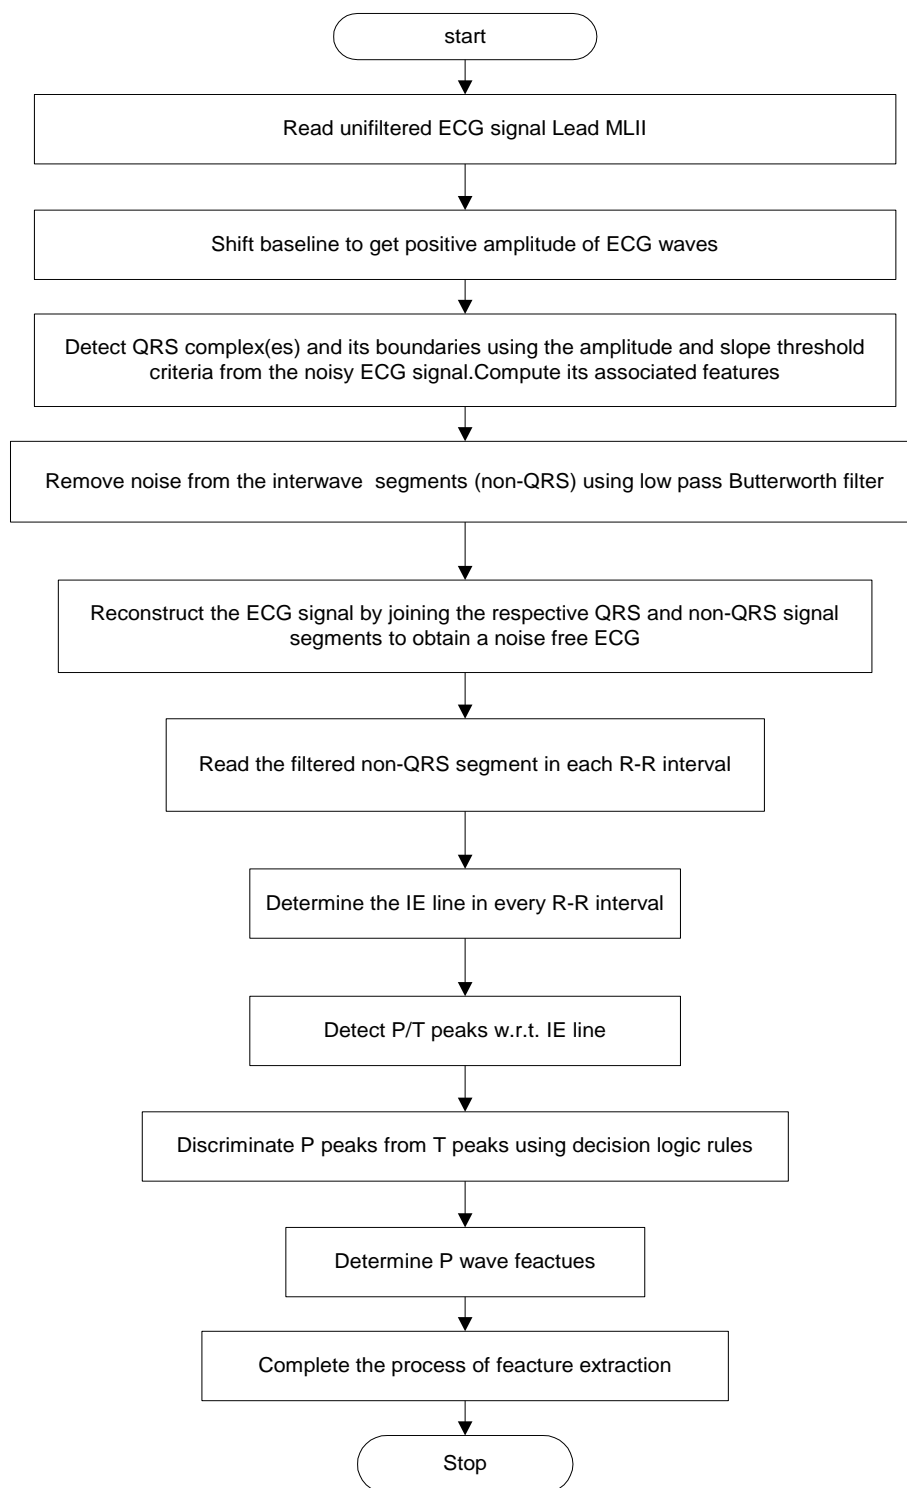 start
Read unifiltered ECG signal Lead MLII
Shift baseline to get positive amplitude of ECG waves
Detect QRS complex(es) and its boundaries using the amplitude and slope threshold
criteria from the noisy ECG signal.Compute its associated features
Remove noise from the interwave segments (non-QRS) using low pass Butterworth filter
Reconstruct the ECG signal by joining the respective QRS and non-QRS signal
segments to obtain a noise free ECG
Read the filtered non-QRS segment in each R-R interval
Determine the IE line in every R-R interval
Detect P/T peaks w.r.t. IE line
Discriminate P peaks from T peaks using decision logic rules
Determine P wave feactues
Complete the process of feacture extraction
Stop